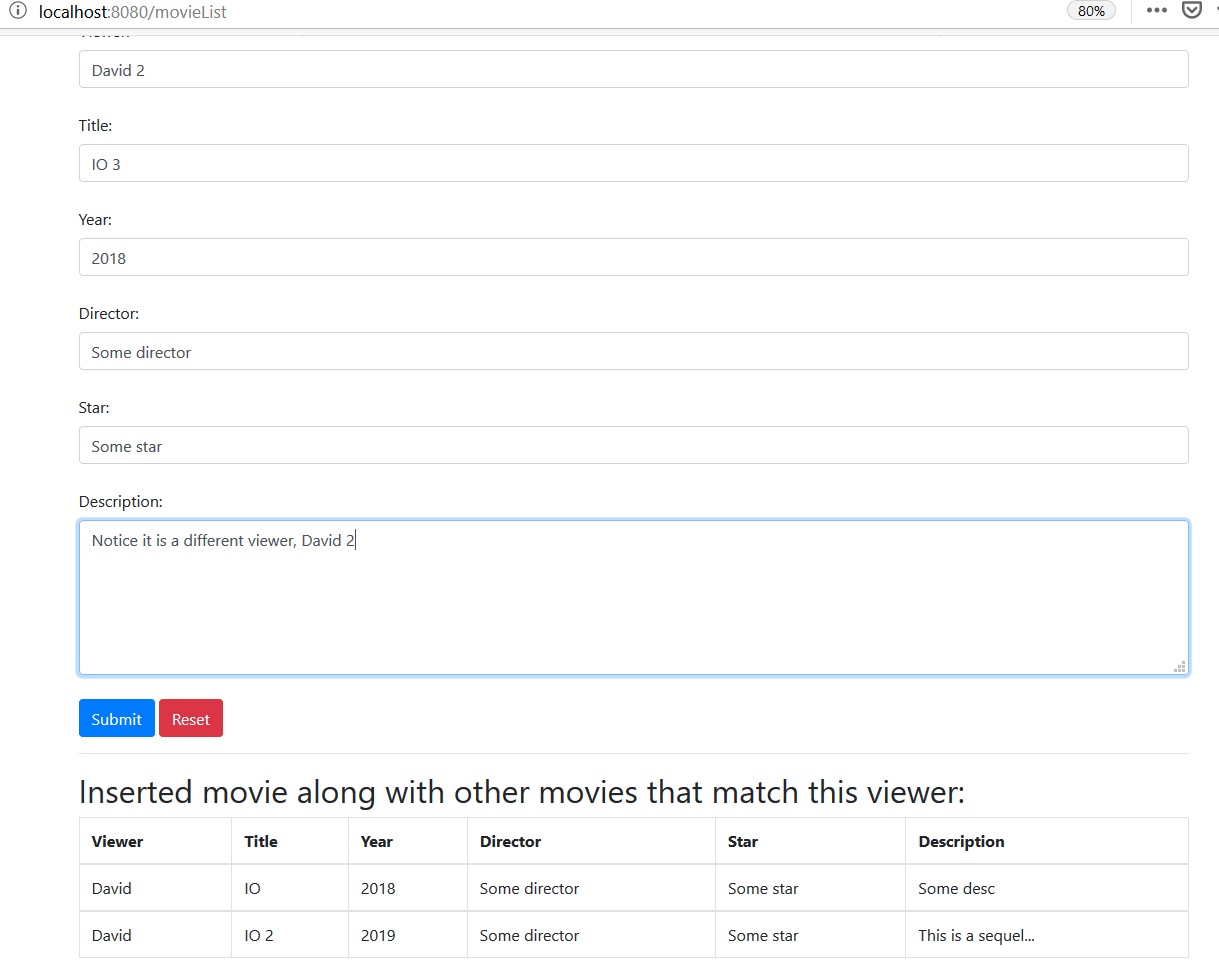 localhost:8080/movieList 80%
David 2
Title:
IO 3
Year:
2018
Director:
Some director
Star:
Some star
Description:
Notice it is a different viewer, David 2
Submit Reset
Inserted movie along with other movies that match this viewer:
Viewer Title Year Director Star Description
David IO 2018 Some director Some star Some desc
David IO 2 2019 Some director Some star This is a sequel...